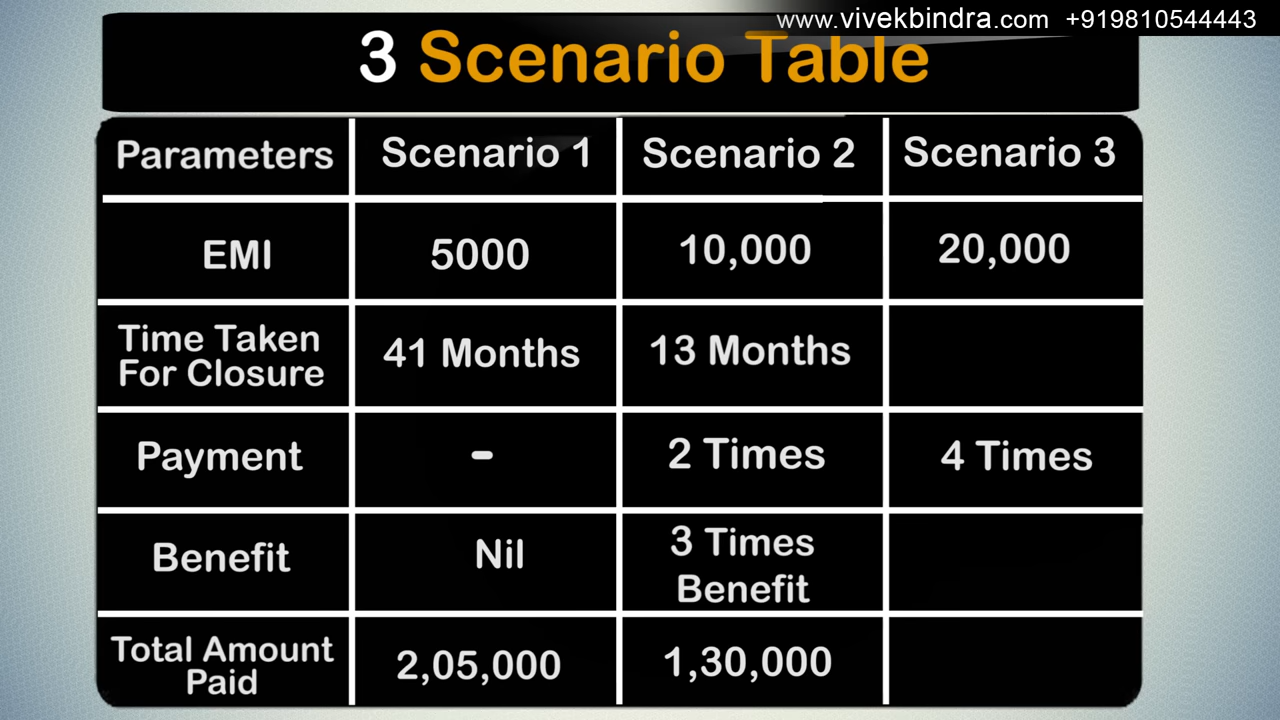 www.vivekbindra.com +919810544443
3 Scenario Table
Parameters Scenario 1 Scenario 2 Scenario 3
EMI 5000 10,000 20,000
Time Taken
For Closure 41 Months 13 Months
Payment - 2 Times 4 Times
Benefit Nil 3 Times
Benefit
Total Amount
Paid 2,05,000 1,30,000